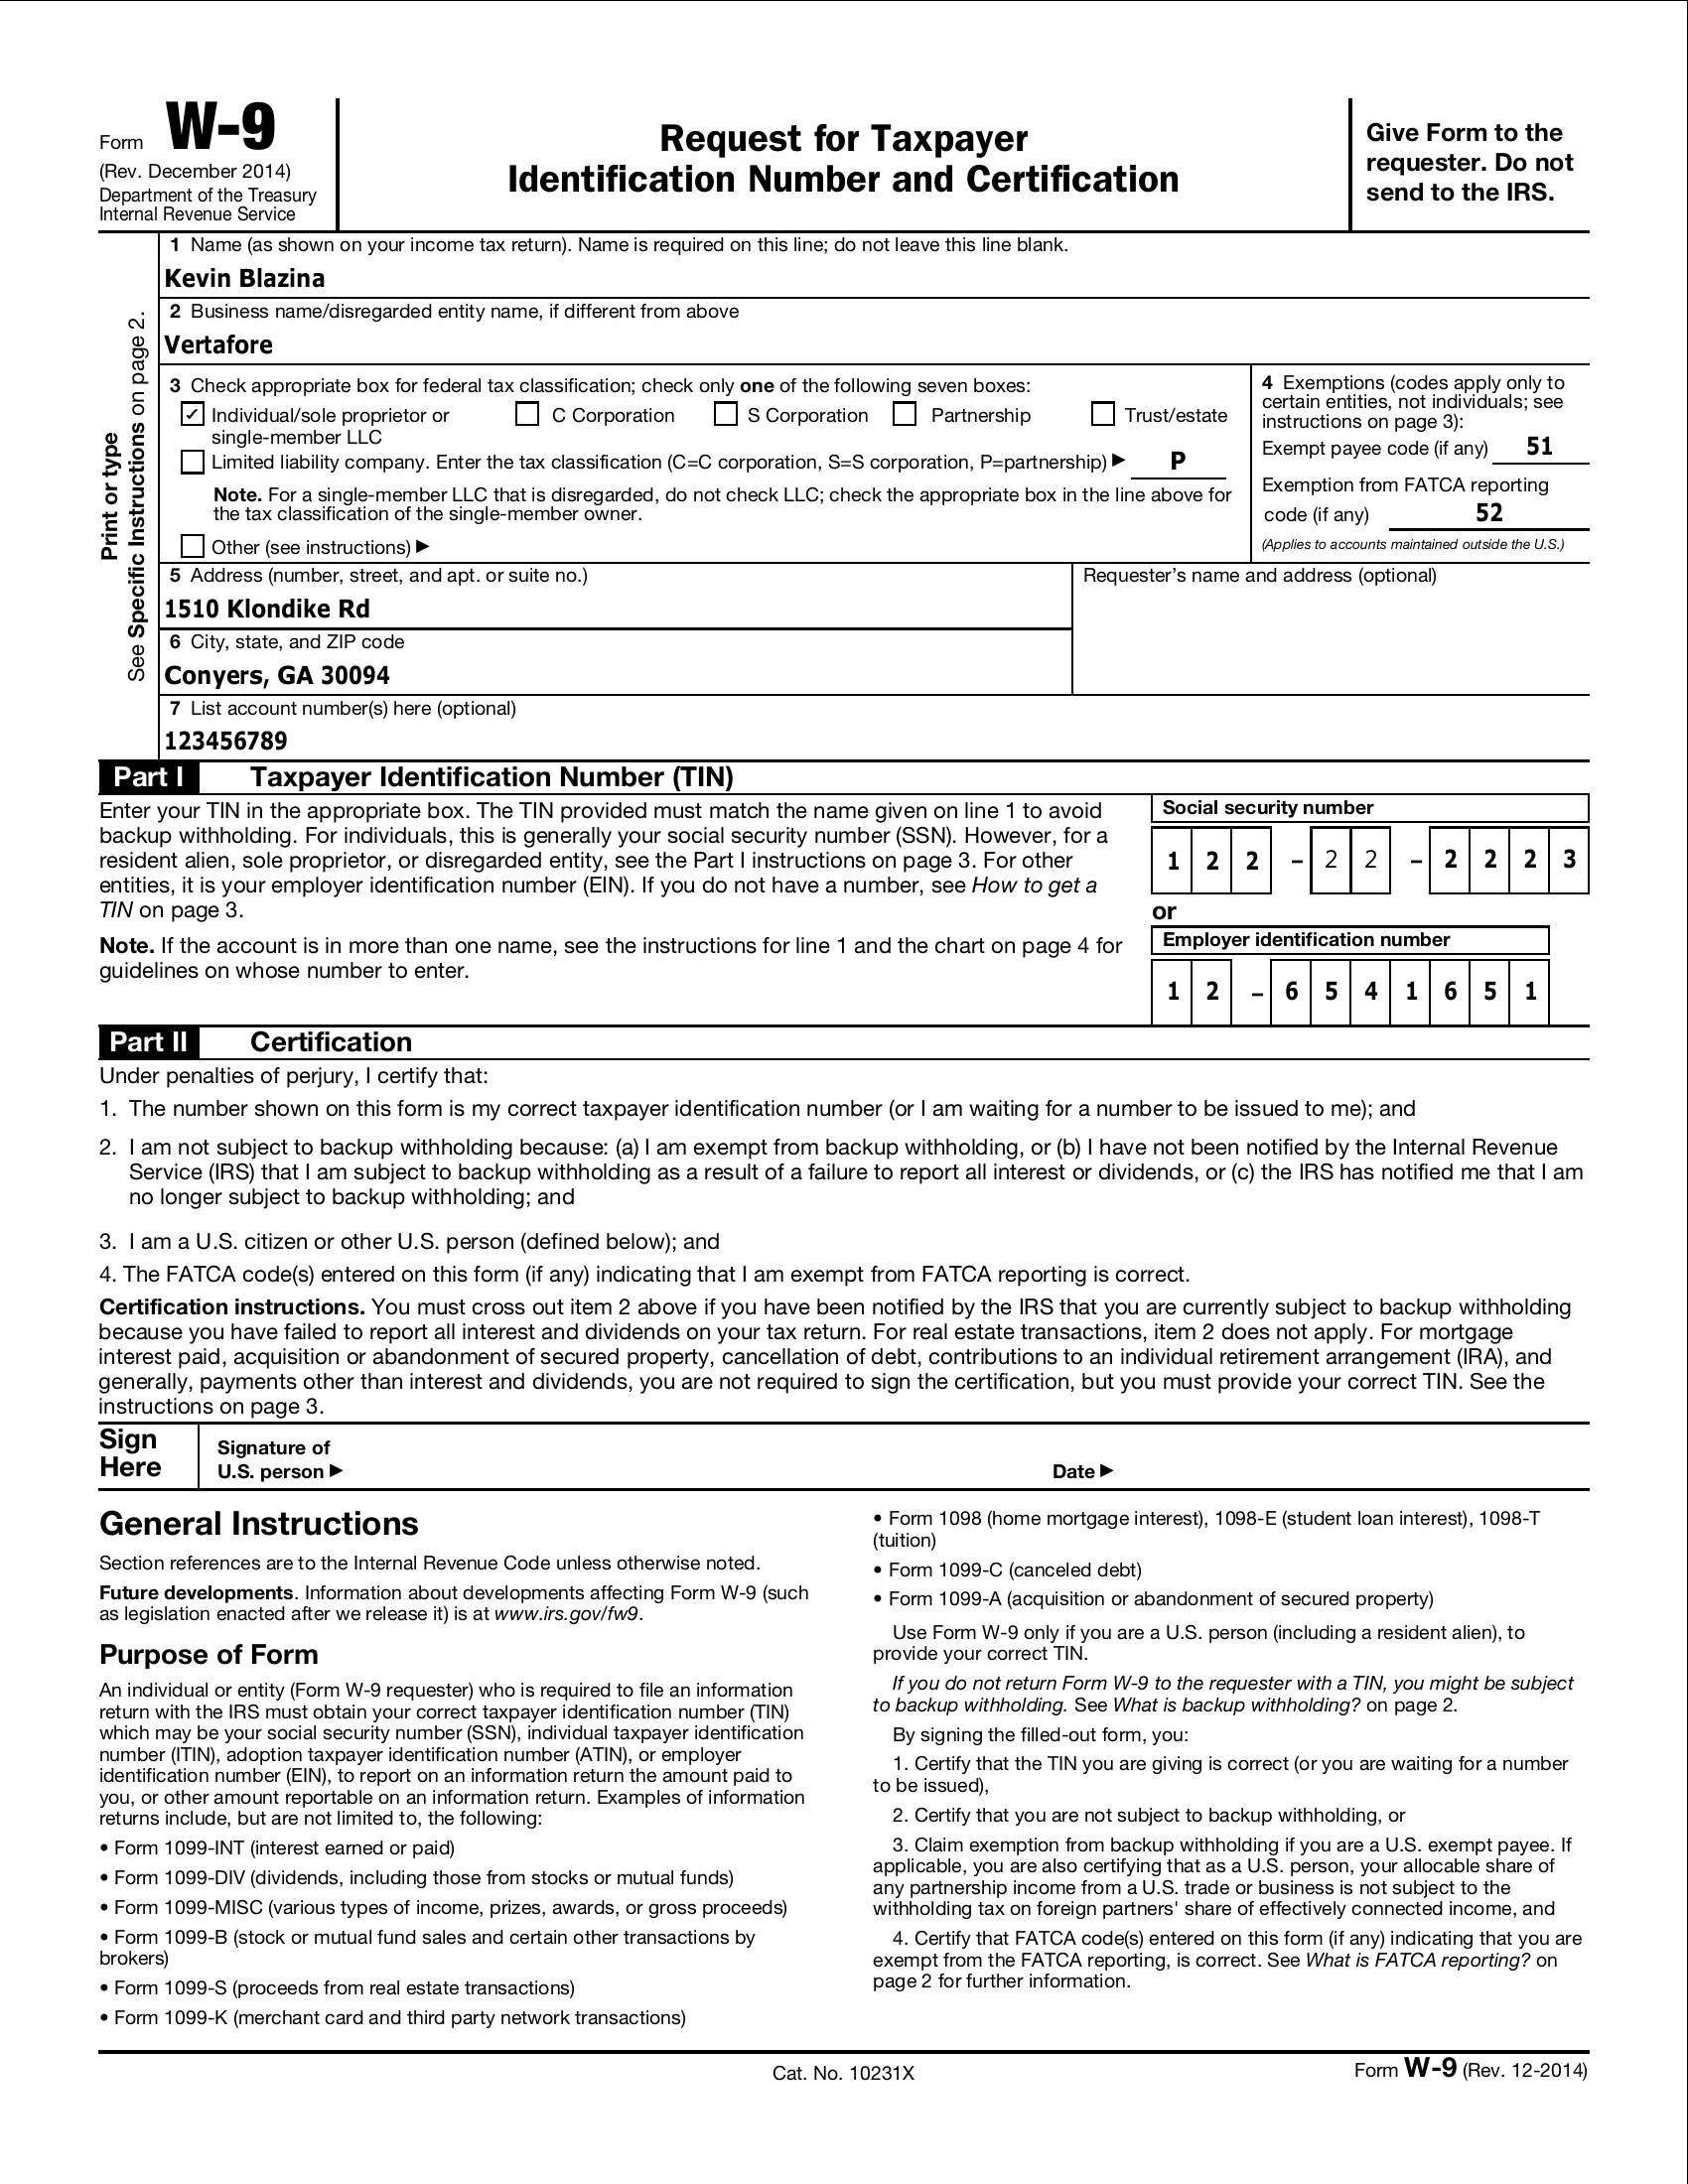 Form W-9
(Rev. December 2014)
Department of the Treasury
Internal Revenue Service
Request for Taxpayer
Identification Number and Certification
Give Form to the
requester. Do not
send to the IRS.
Print or type
See Specific Instructions on page 2.
1 Name (as shown on your income tax return). Name is required on this line; do not leave this line blank.
Kevin Blazina
2 Business name/disregarded entity name, if different from above
Vertafore
3 Check appropriate box for federal tax classification; check only one of the following seven boxes:
✓ Individual/sole proprietor or
single-member LLC
C Corporation
S Corporation
Partnership
Trust/estate
Limited liability company. Enter the tax classification (C=C corporation, S=S corporation, P=partnership) ▶ P
Note. For a single-member LLC that is disregarded, do not check LLC; check the appropriate box in the line above for
the tax classification of the single-member owner.
Other (see instructions) ▶
4 Exemptions (codes apply only to
certain entities, not individuals; see
instructions on page 3):
Exempt payee code (if any) 51
Exemption from FATCA reporting
code (if any) 52
(Applies to accounts maintained outside the U.S.)
5 Address (number, street, and apt. or suite no.)
1510 Klondike Rd
Requester's name and address (optional)
6 City, state, and ZIP code
Conyers, GA 30094
7 List account number(s) here (optional)
123456789
Part I Taxpayer Identification Number (TIN)
Enter your TIN in the appropriate box. The TIN provided must match the name given on line 1 to avoid
backup withholding. For individuals, this is generally your social security number (SSN). However, for a
resident alien, sole proprietor, or disregarded entity, see the Part I instructions on page 3. For other
entities, it is your employer identification number (EIN). If you do not have a number, see How to get a
TIN on page 3.
Note. If the account is in more than one name, see the instructions for line 1 and the chart on page 4 for
guidelines on whose number to enter.
Social security number
1 2 2 – 2 2 – 2 2 2 3
or
Employer identification number
1 2 – 6 5 4 1 6 5 1
Part II Certification
Under penalties of perjury, I certify that:
1. The number shown on this form is my correct taxpayer identification number (or I am waiting for a number to be issued to me); and
2. I am not subject to backup withholding because: (a) I am exempt from backup withholding, or (b) I have not been notified by the Internal Revenue
Service (IRS) that I am subject to backup withholding as a result of a failure to report all interest or dividends, or (c) the IRS has notified me that I am
no longer subject to backup withholding; and
3. I am a U.S. citizen or other U.S. person (defined below); and
4. The FATCA code(s) entered on this form (if any) indicating that I am exempt from FATCA reporting is correct.
Certification instructions. You must cross out item 2 above if you have been notified by the IRS that you are currently subject to backup withholding
because you have failed to report all interest and dividends on your tax return. For real estate transactions, item 2 does not apply. For mortgage
interest paid, acquisition or abandonment of secured property, cancellation of debt, contributions to an individual retirement arrangement (IRA), and
generally, payments other than interest and dividends, you are not required to sign the certification, but you must provide your correct TIN. See the
instructions on page 3.
Sign
Here
Signature of
U.S. person ▶
Date ▶
General Instructions
Section references are to the Internal Revenue Code unless otherwise noted.
Future developments. Information about developments affecting Form W-9 (such
as legislation enacted after we release it) is at www.irs.gov/fw9.
Purpose of Form
An individual or entity (Form W-9 requester) who is required to file an information
return with the IRS must obtain your correct taxpayer identification number (TIN)
which may be your social security number (SSN), individual taxpayer identification
number (ITIN), adoption taxpayer identification number (ATIN), or employer
identification number (EIN), to report on an information return the amount paid to
you, or other amount reportable on an information return. Examples of information
returns include, but are not limited to, the following:
• Form 1099-INT (interest earned or paid)
• Form 1099-DIV (dividends, including those from stocks or mutual funds)
• Form 1099-MISC (various types of income, prizes, awards, or gross proceeds)
• Form 1099-B (stock or mutual fund sales and certain other transactions by
brokers)
• Form 1099-S (proceeds from real estate transactions)
• Form 1099-K (merchant card and third party network transactions)
• Form 1098 (home mortgage interest), 1098-E (student loan interest), 1098-T
(tuition)
• Form 1099-C (canceled debt)
• Form 1099-A (acquisition or abandonment of secured property)
Use Form W-9 only if you are a U.S. person (including a resident alien), to
provide your correct TIN.
If you do not return Form W-9 to the requester with a TIN, you might be subject
to backup withholding. See What is backup withholding? on page 2.
By signing the filled-out form, you:
1. Certify that the TIN you are giving is correct (or you are waiting for a number
to be issued),
2. Certify that you are not subject to backup withholding, or
3. Claim exemption from backup withholding if you are a U.S. exempt payee. If
applicable, you are also certifying that as a U.S. person, your allocable share of
any partnership income from a U.S. trade or business is not subject to the
withholding tax on foreign partners' share of effectively connected income, and
4. Certify that FATCA code(s) entered on this form (if any) indicating that you are
exempt from the FATCA reporting, is correct. See What is FATCA reporting? on
page 2 for further information.
Cat. No. 10231X
Form W-9 (Rev. 12-2014)